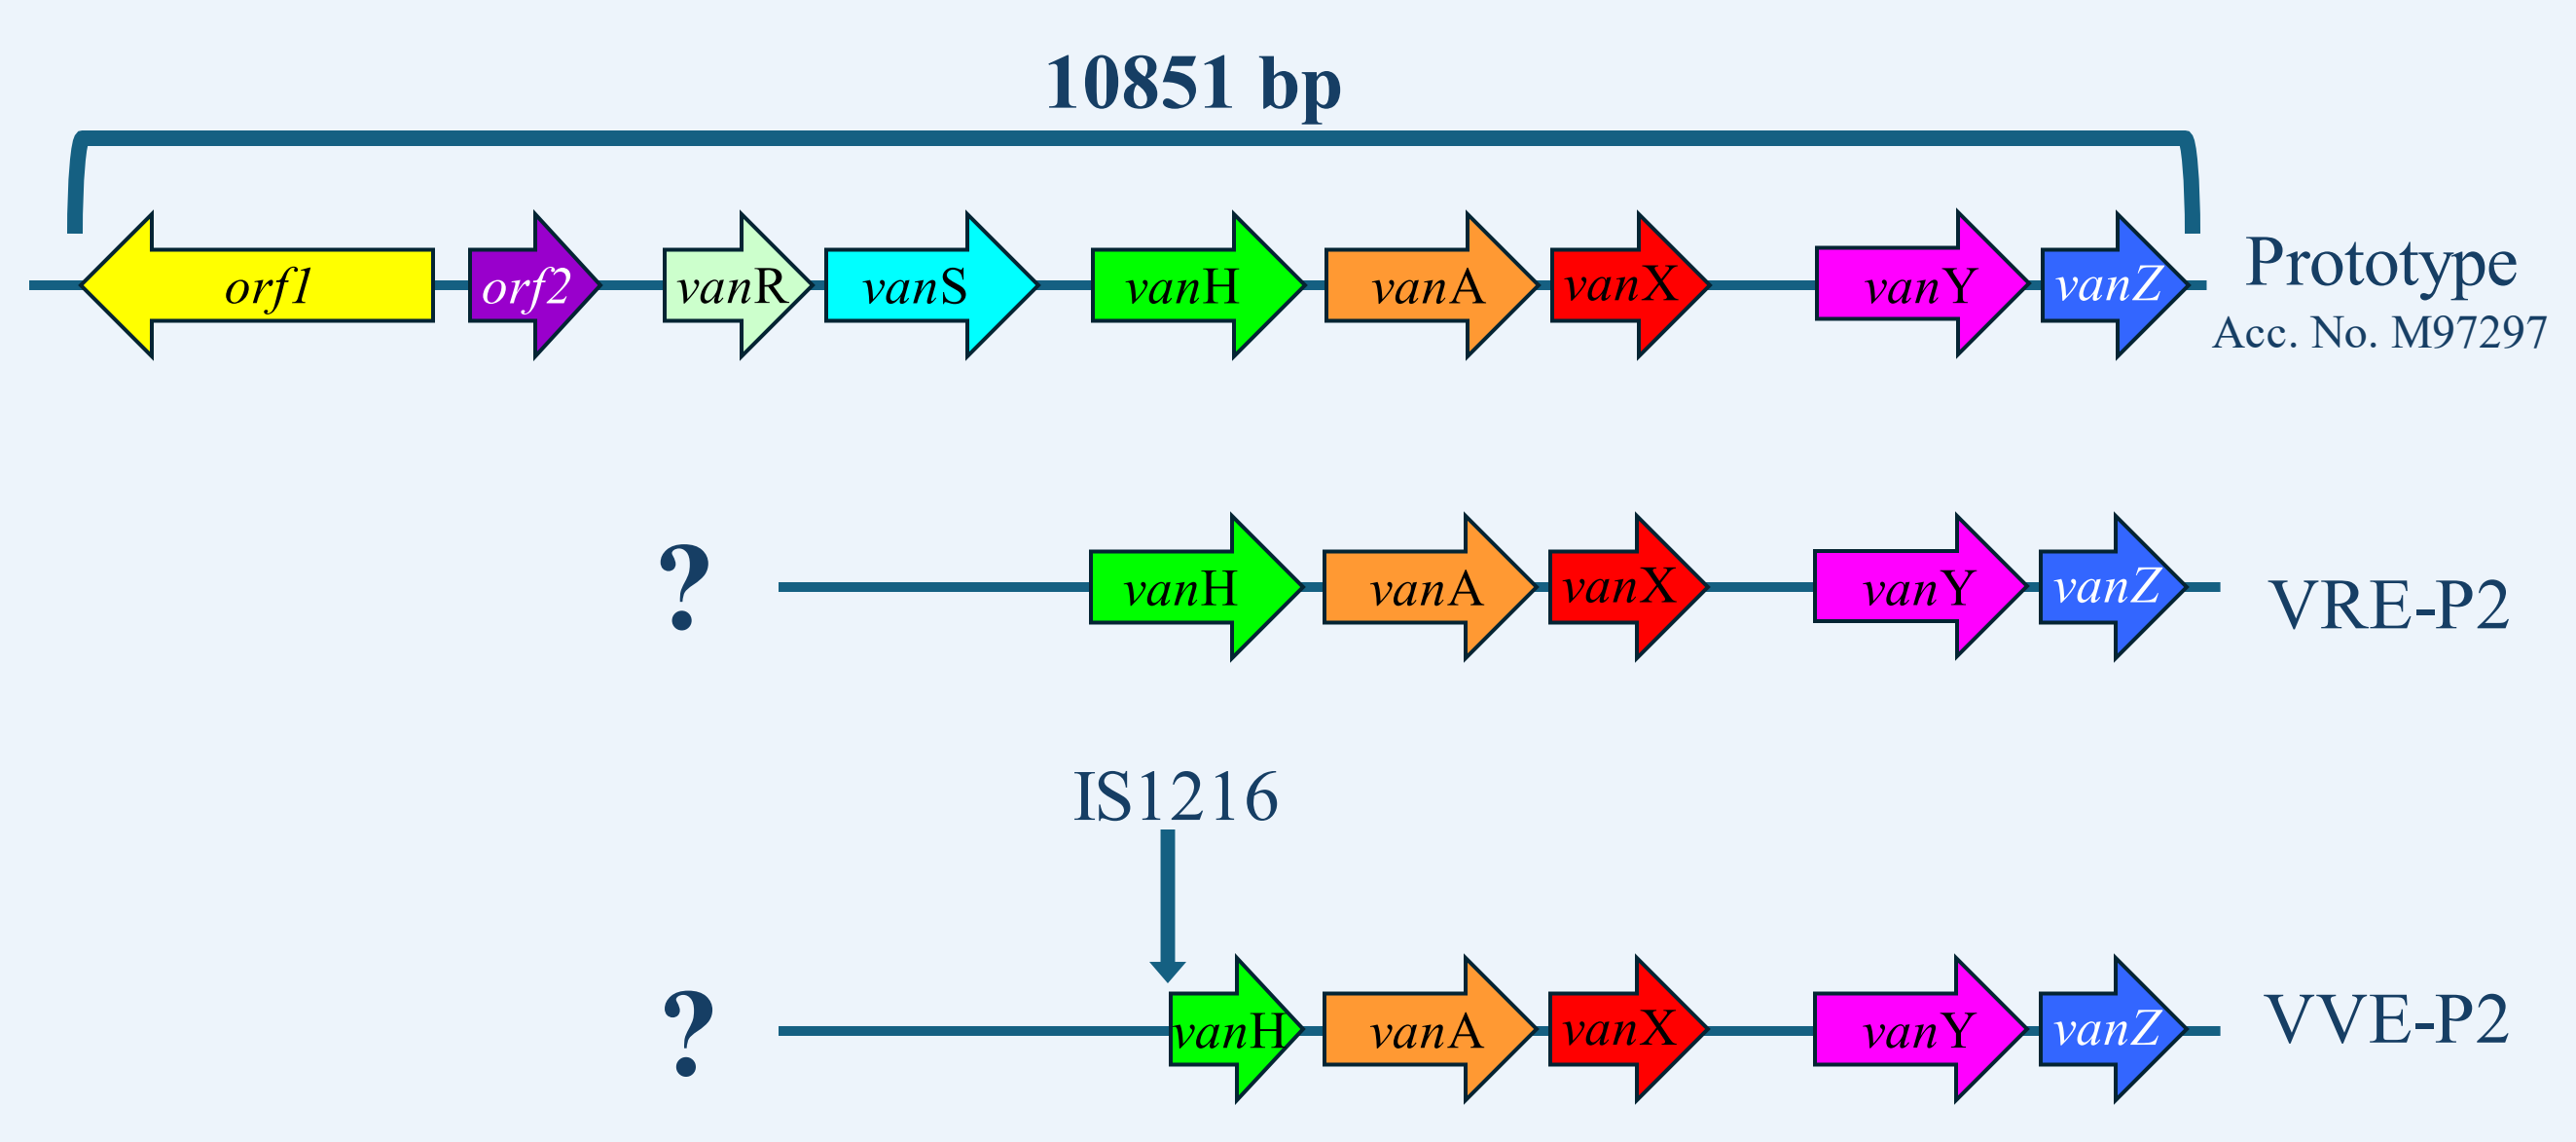 10851 bp
orf1 orf2 vanR vanS vanH vanA vanX vanY vanZ
Prototype
Acc. No. M97297
? vanH vanA vanX vanY vanZ VRE-P2
IS1216
? vanH vanA vanX vanY vanZ VVE-P2